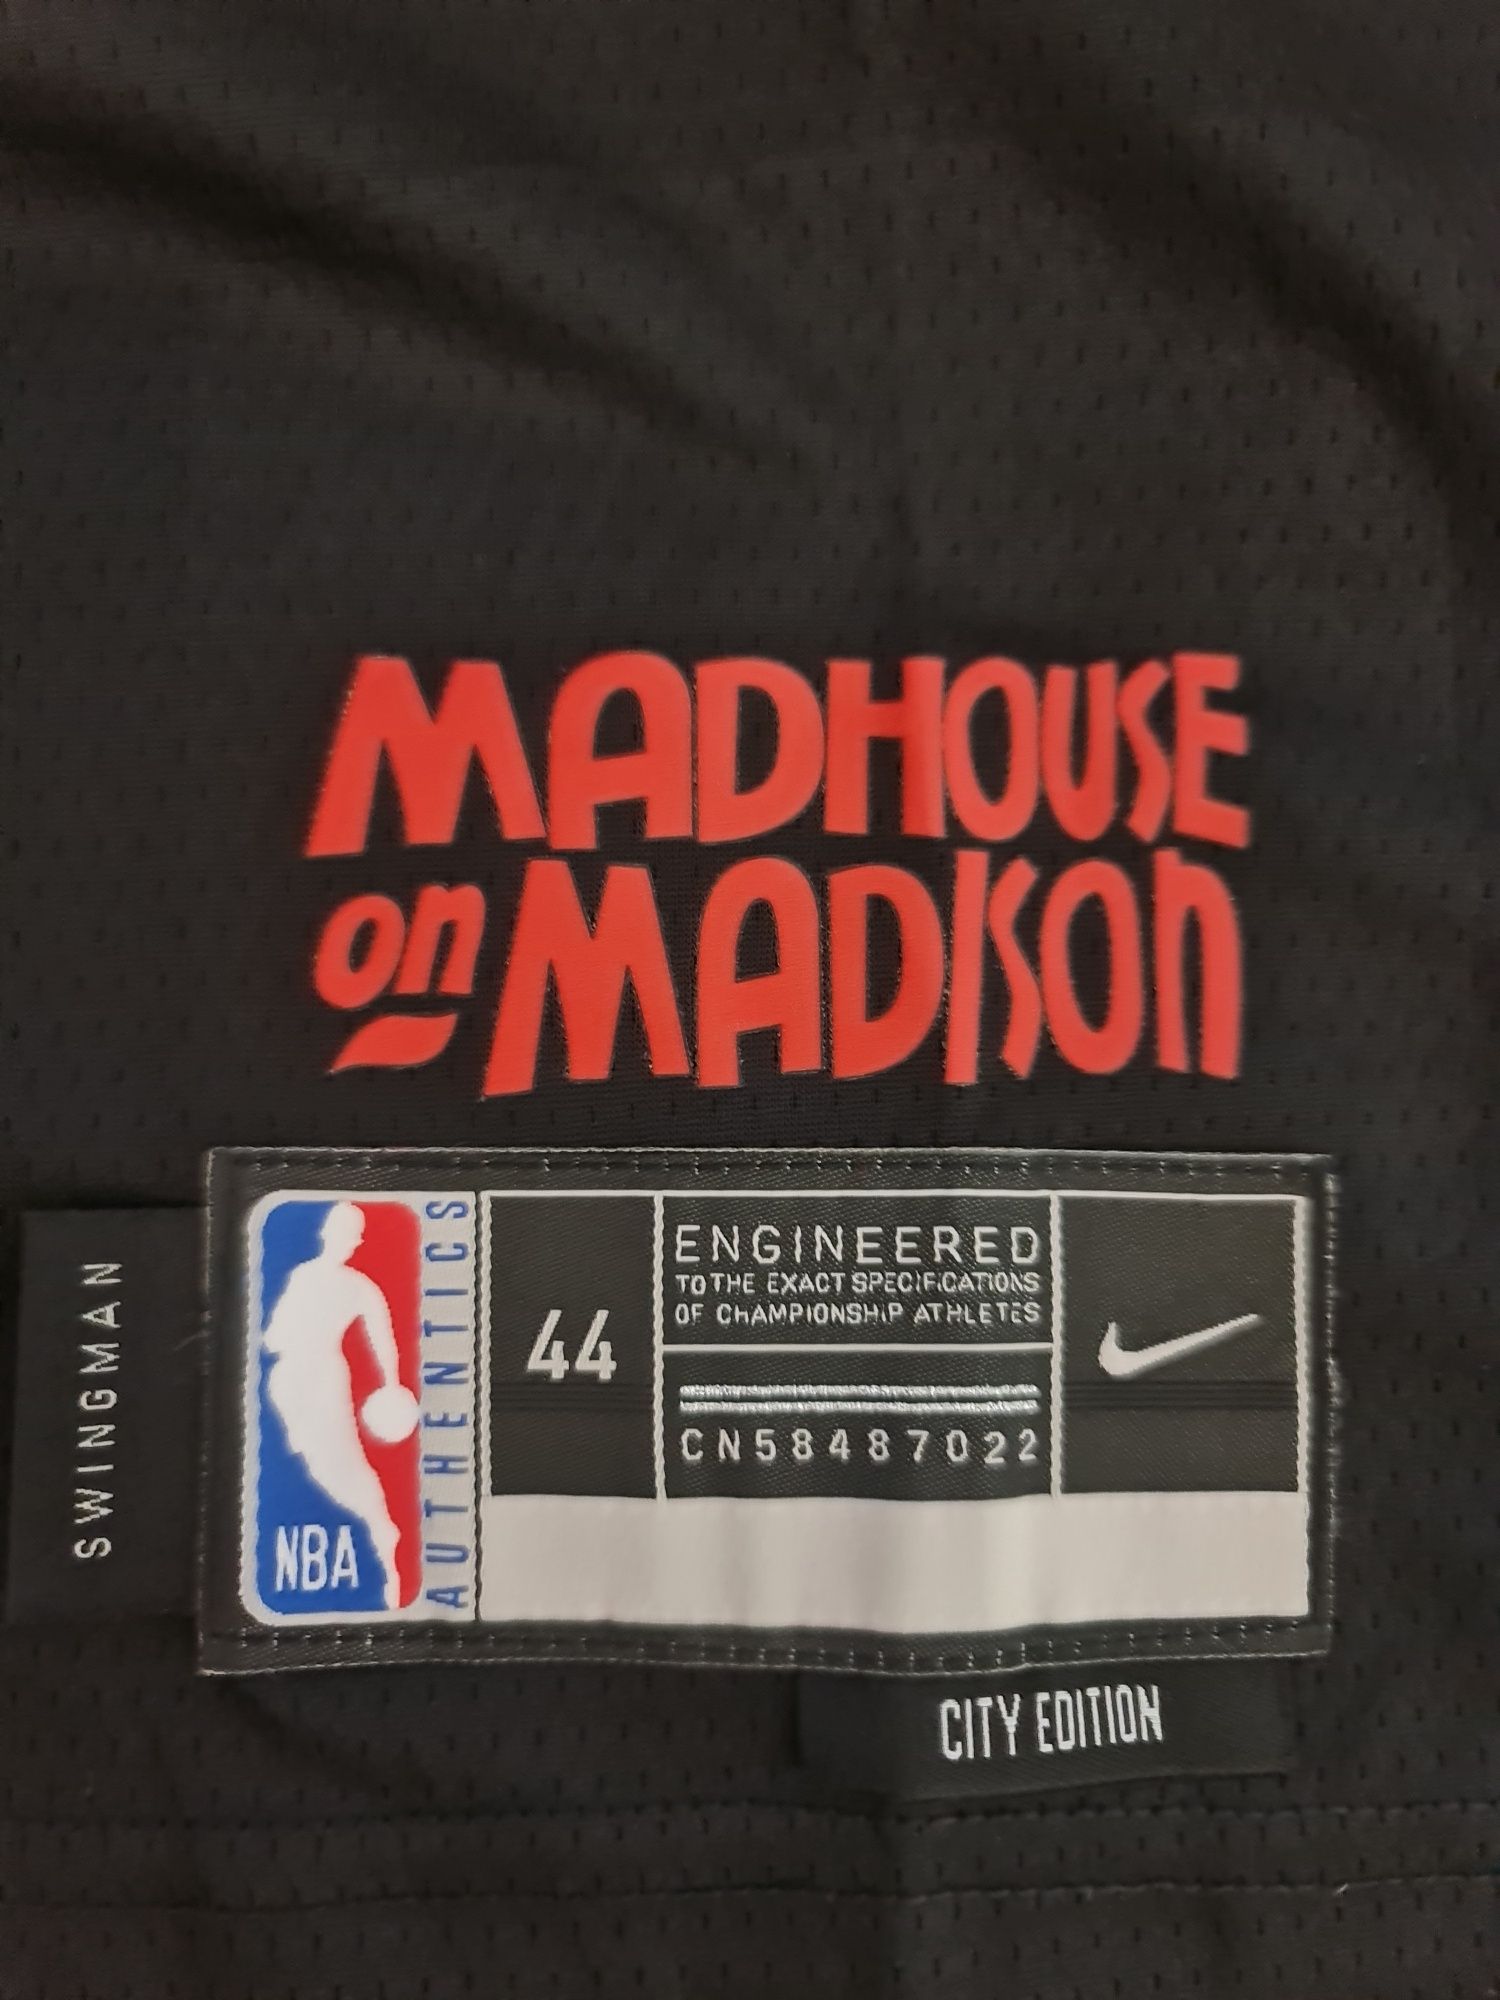 MADHOUSE
on MADISON
SWINGMAN
NBA
AUTHENTICS
44
ENGINEERED
TO THE EXACT SPECIFICATIONS
OF CHAMPIONSHIP ATHLETES
CN58487022
CITY EDITION